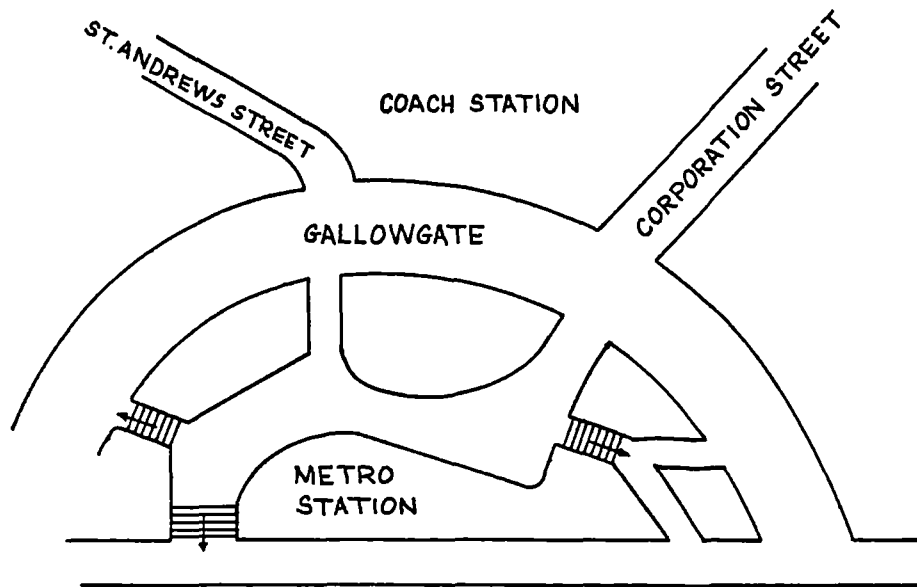 ST. ANDREWS STREET
COACH STATION
CORPORATION STREET
GALLOWGATE
METRO
STATION